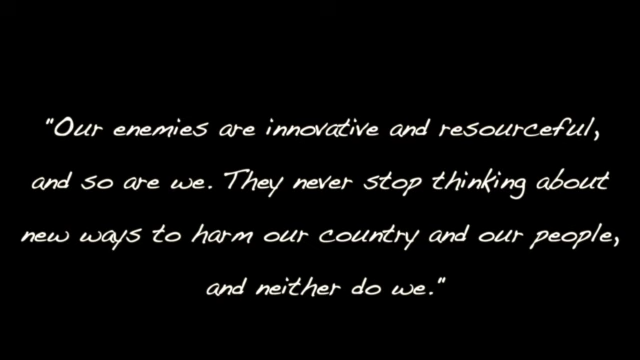 "Our enemies are innovative and resourceful,
and so are we. They never stop thinking about
new ways to harm our country and our people,
and neither do we."